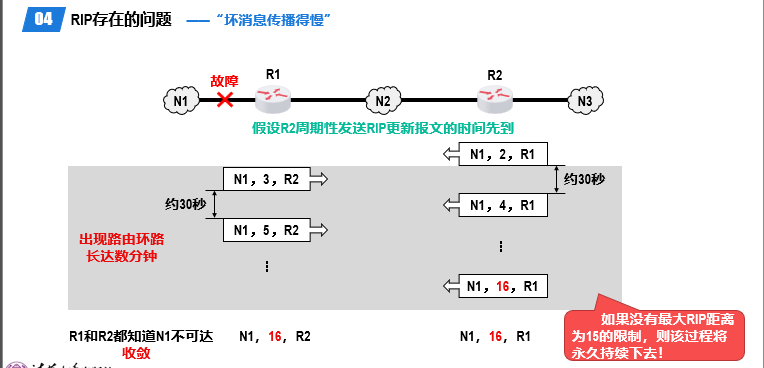 04 RIP存在的问题 ——“坏消息传播得慢”
故障
R1
R2
N1
N2
N3
假设R2周期性发送RIP更新报文的时间先到
N1，2，R1
N1，3，R2
约30秒
约30秒
N1，4，R1
N1，5，R2
出现路由环路
长达数分钟
⋮
⋮
N1，16，R1
如果没有最大RIP距离
为15的限制，则该过程将
永久持续下去！
R1和R2都知道N1不可达
收敛
N1，16，R2
N1，16，R1